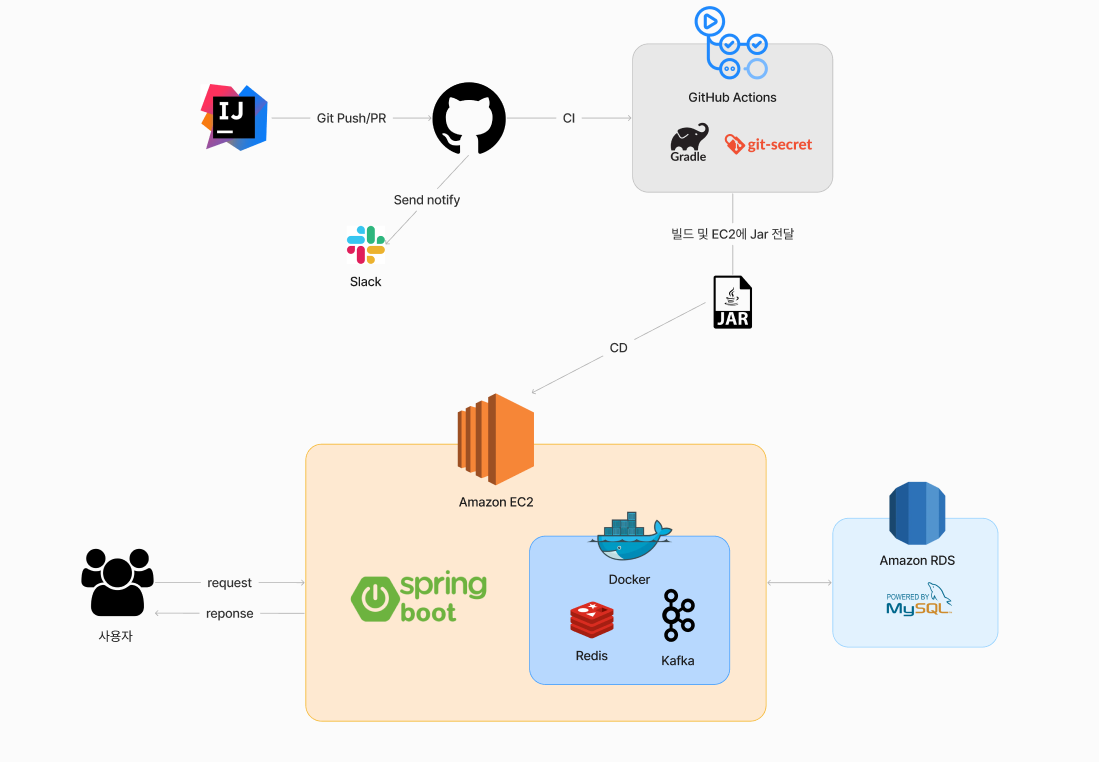 GitHub Actions
IJ
Git Push/PR
CI
Gradle
git-secret
Send notify
Slack
빌드 및 EC2에 Jar 전달
JAR
CD
Amazon EC2
Docker
Amazon RDS
request
spring
boot
POWERED BY
MySQL
reponse
사용자
Redis
Kafka